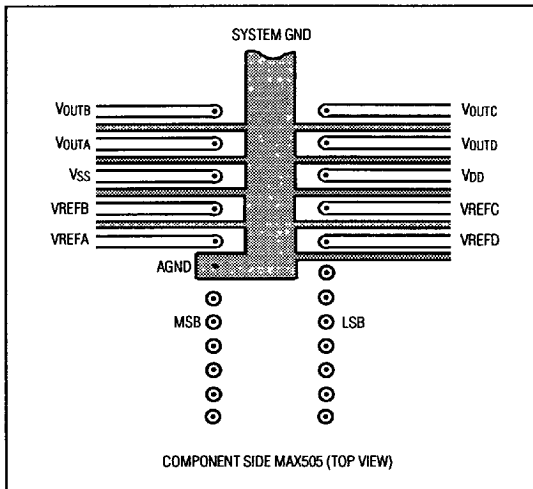 SYSTEM GND
VOUTB VOUTC
VOUTA VOUTD
VSS VDD
VREFB VREFC
VREFA VREFD
AGND
MSB LSB
COMPONENT SIDE MAX505 (TOP VIEW)